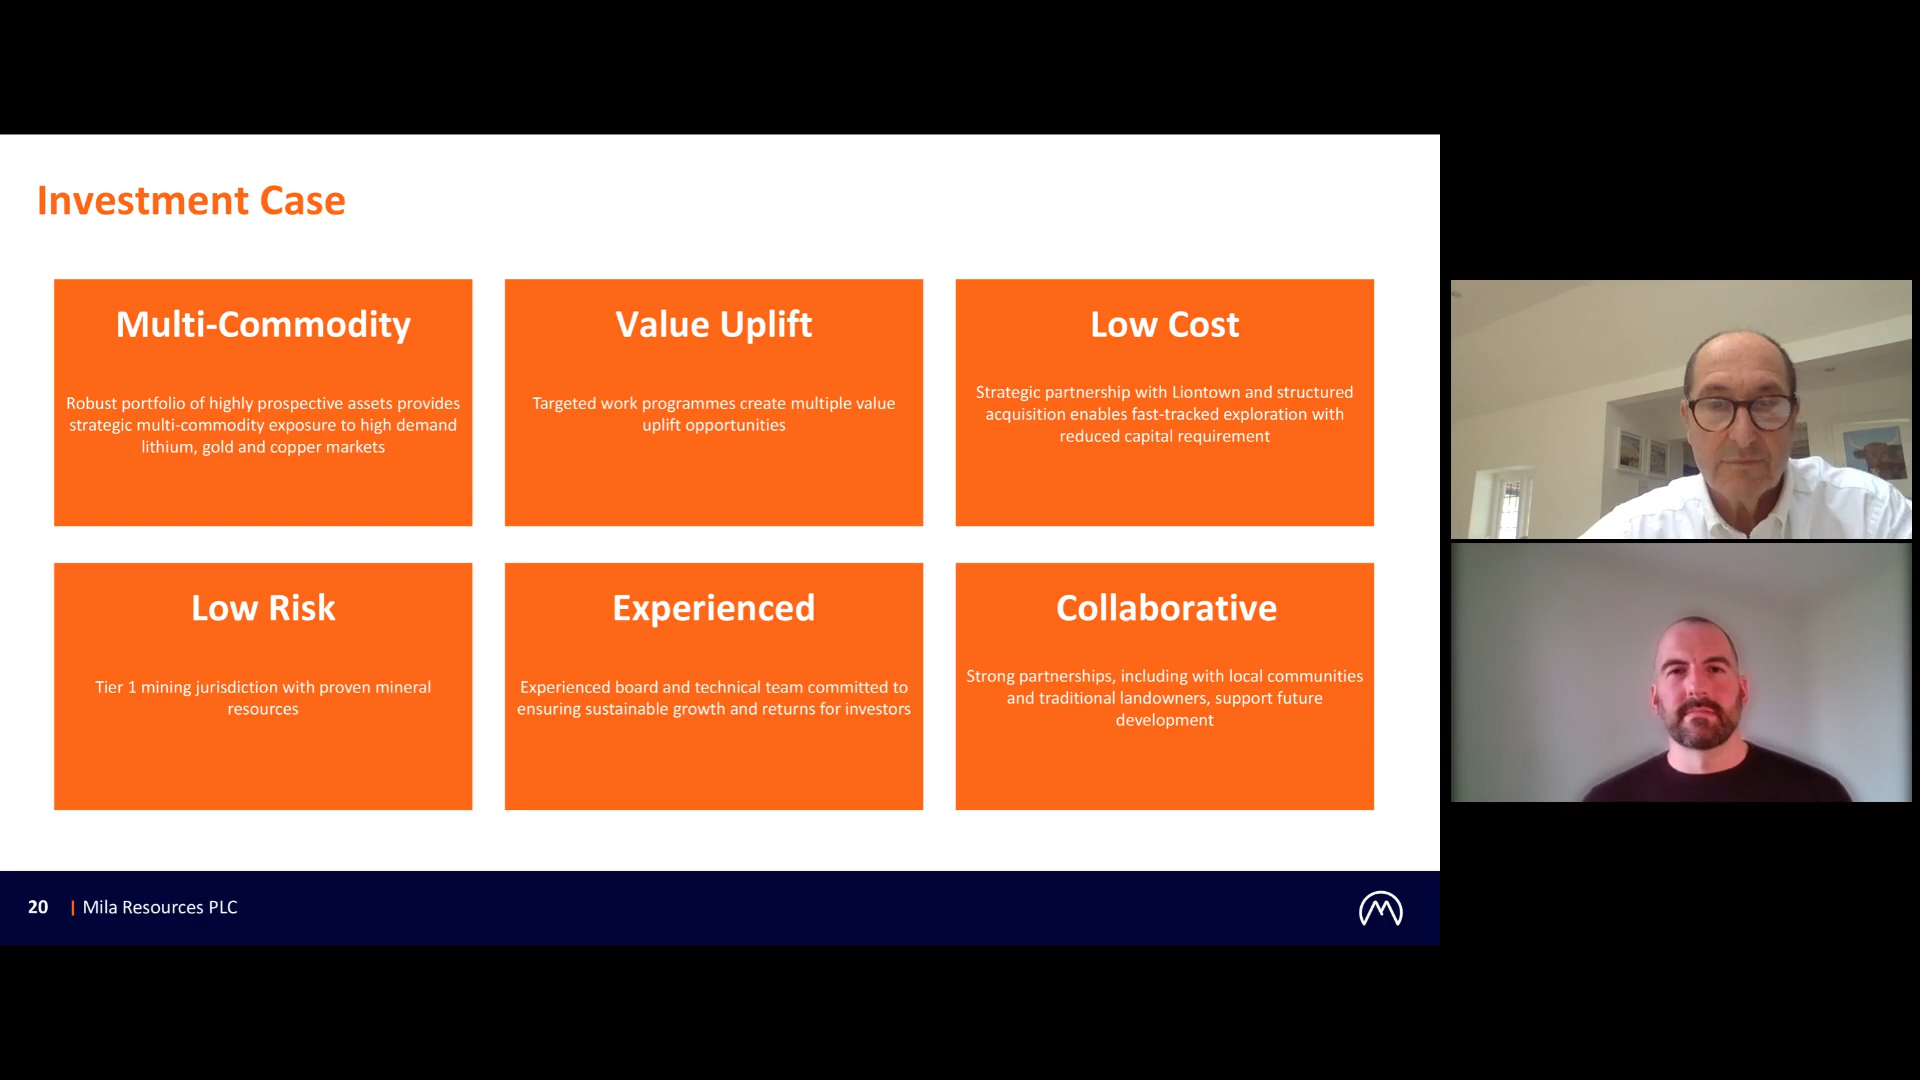 Investment Case
Multi-Commodity
Robust portfolio of highly prospective assets provides
strategic multi-commodity exposure to high demand
lithium, gold and copper markets
Value Uplift
Targeted work programmes create multiple value
uplift opportunities
Low Cost
Strategic partnership with Liontown and structured
acquisition enables fast-tracked exploration with
reduced capital requirement
Low Risk
Tier 1 mining jurisdiction with proven mineral
resources
Experienced
Experienced board and technical team committed to
ensuring sustainable growth and returns for investors
Collaborative
Strong partnerships, including with local communities
and traditional landowners, support future
development
20 | Mila Resources PLC